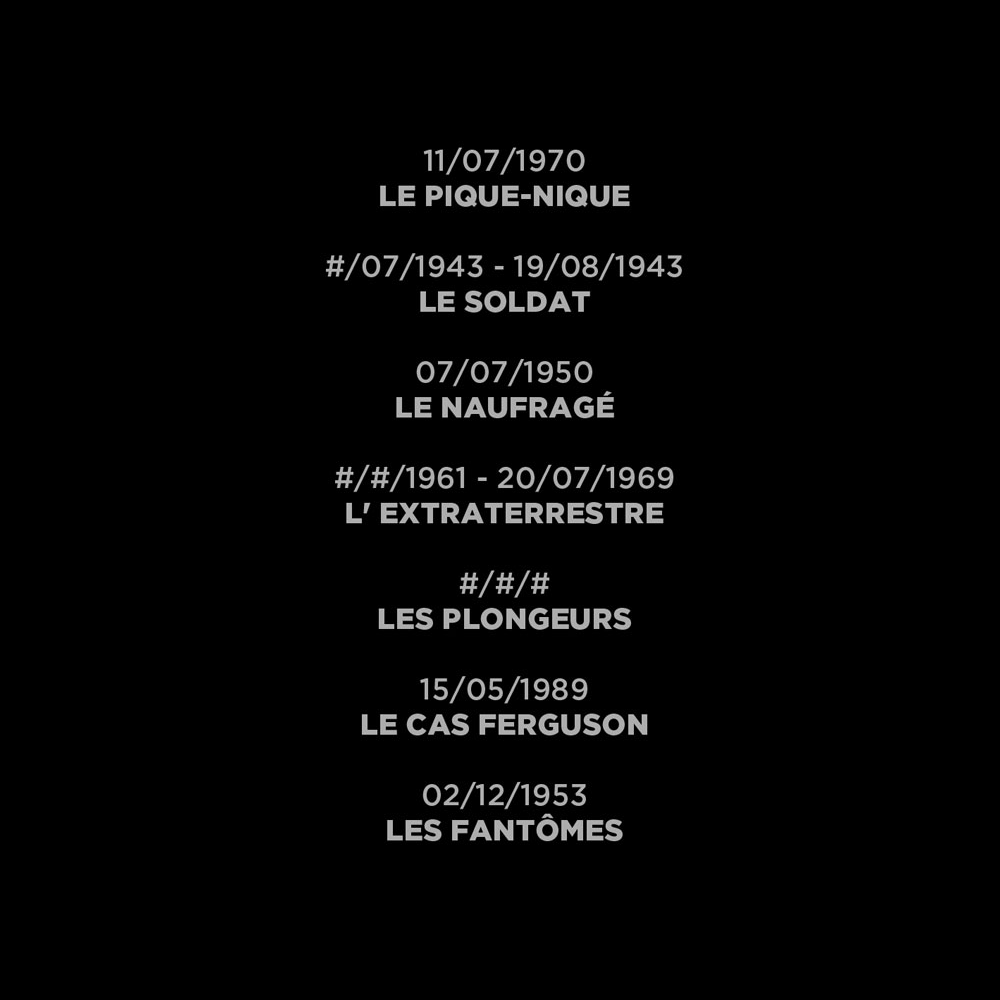 11/07/1970
LE PIQUE-NIQUE
#/07/1943 - 19/08/1943
LE SOLDAT
07/07/1950
LE NAUFRAGÉ
#/#/1961 - 20/07/1969
L' EXTRATERRESTRE
#/#/#
LES PLONGEURS
15/05/1989
LE CAS FERGUSON
02/12/1953
LES FANTÔMES